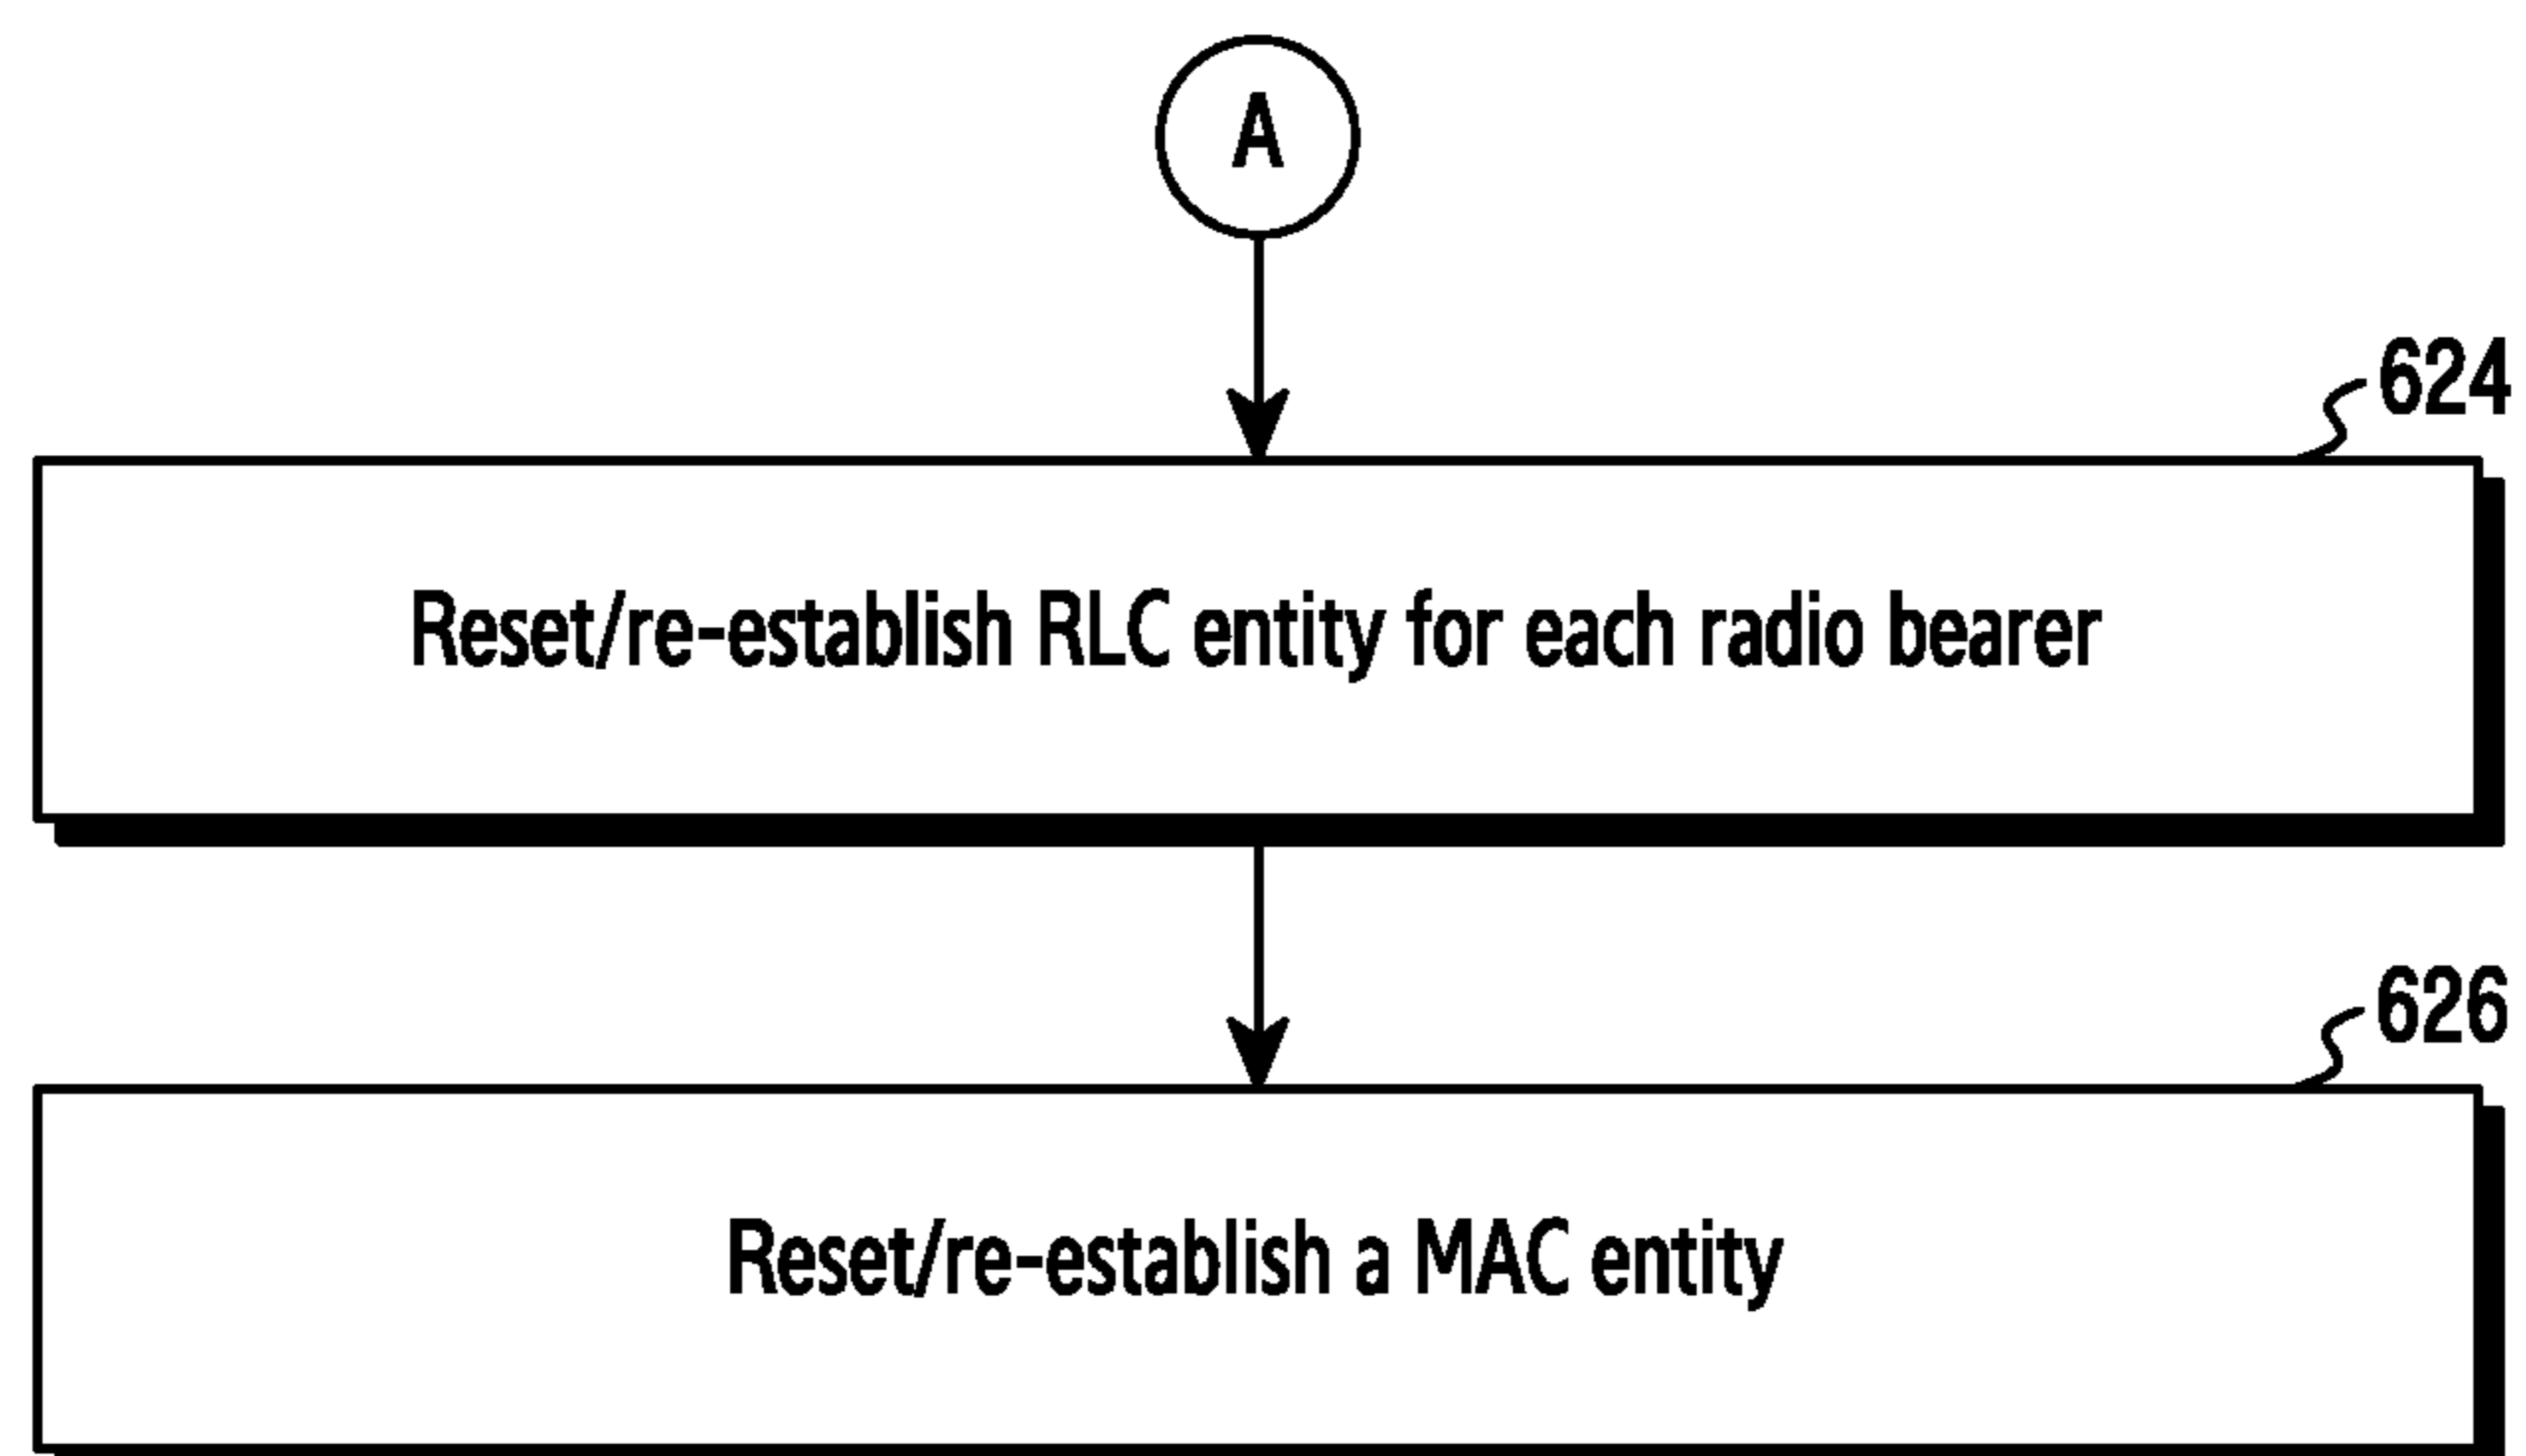 A
624
Reset/re-establish RLC entity for each radio bearer
626
Reset/re-establish a MAC entity